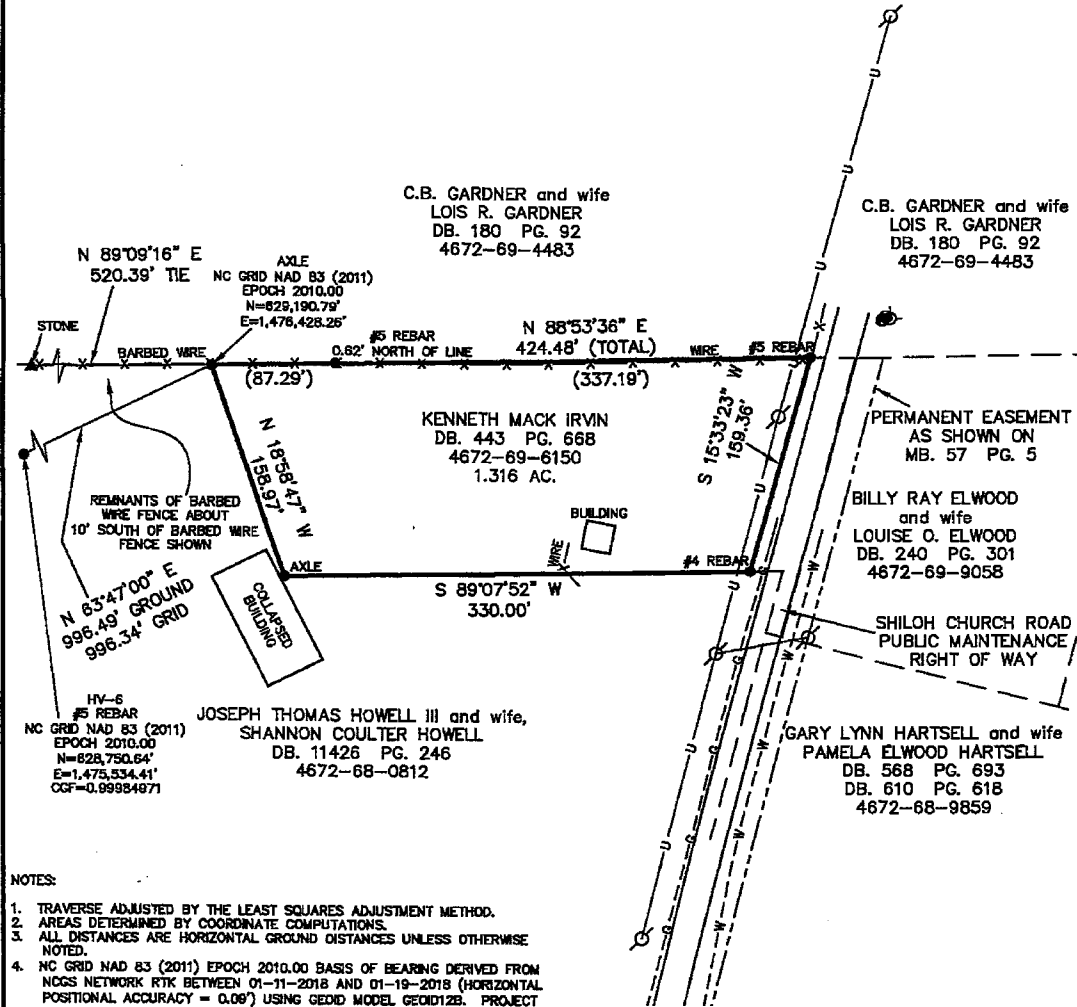 C.B. GARDNER and wife
LOIS R. GARDNER
DB. 180 PG. 92
4672-69-4483
C.B. GARDNER and wife
LOIS R. GARDNER
DB. 180 PG. 92
4672-69-4483
N 89°09'16" E
520.39' TIE
AXLE
NC GRID NAD 83 (2011)
EPOCH 2010.00
N=629,190.79'
E=1,476,428.26'
STONE
BARBED WIRE
#5 REBAR
0.62' NORTH OF LINE
N 88°53'36" E
424.48' (TOTAL)
WIRE
#5 REBAR
(87.29')
(337.19')
N 18°58'47" W
158.97'
KENNETH MACK IRVIN
DB. 443 PG. 668
4672-69-6150
1.316 AC.
S 15°33'23" W
159.36'
PERMANENT EASEMENT
AS SHOWN ON
MB. 57 PG. 5
REMNANTS OF BARBED
WIRE FENCE ABOUT
10' SOUTH OF BARBED WIRE
FENCE SHOWN
BUILDING
WIRE
BILLY RAY ELWOOD
and wife
LOUISE O. ELWOOD
DB. 240 PG. 301
4672-69-9058
AXLE
#4 REBAR
S 89°07'52" W
330.00'
COLLAPSED
BUILDING
N 63°47'00" E
996.49' GROUND
996.34' GRID
SHILOH CHURCH ROAD
PUBLIC MAINTENANCE
RIGHT OF WAY
HV-6
#5 REBAR
NC GRID NAD 83 (2011)
EPOCH 2010.00
N=628,750.64'
E=1,475,534.41'
CGF=0.99984971
JOSEPH THOMAS HOWELL III and wife,
SHANNON COULTER HOWELL
DB. 11426 PG. 246
4672-68-0812
GARY LYNN HARTSELL and wife
PAMELA ELWOOD HARTSELL
DB. 568 PG. 693
DB. 610 PG. 618
4672-68-9859
U
U
U
U
U
U
U
U
U
G
G
G
G
W
W
W
W
W
NOTES:
1. TRAVERSE ADJUSTED BY THE LEAST SQUARES ADJUSTMENT METHOD.
2. AREAS DETERMINED BY COORDINATE COMPUTATIONS.
3. ALL DISTANCES ARE HORIZONTAL GROUND DISTANCES UNLESS OTHERWISE
NOTED.
4. NC GRID NAD 83 (2011) EPOCH 2010.00 BASIS OF BEARING DERIVED FROM
NCGS NETWORK RTK BETWEEN 01-11-2018 AND 01-19-2018 (HORIZONTAL
POSITIONAL ACCURACY = 0.09') USING GEOID MODEL GEOID12B. PROJECT